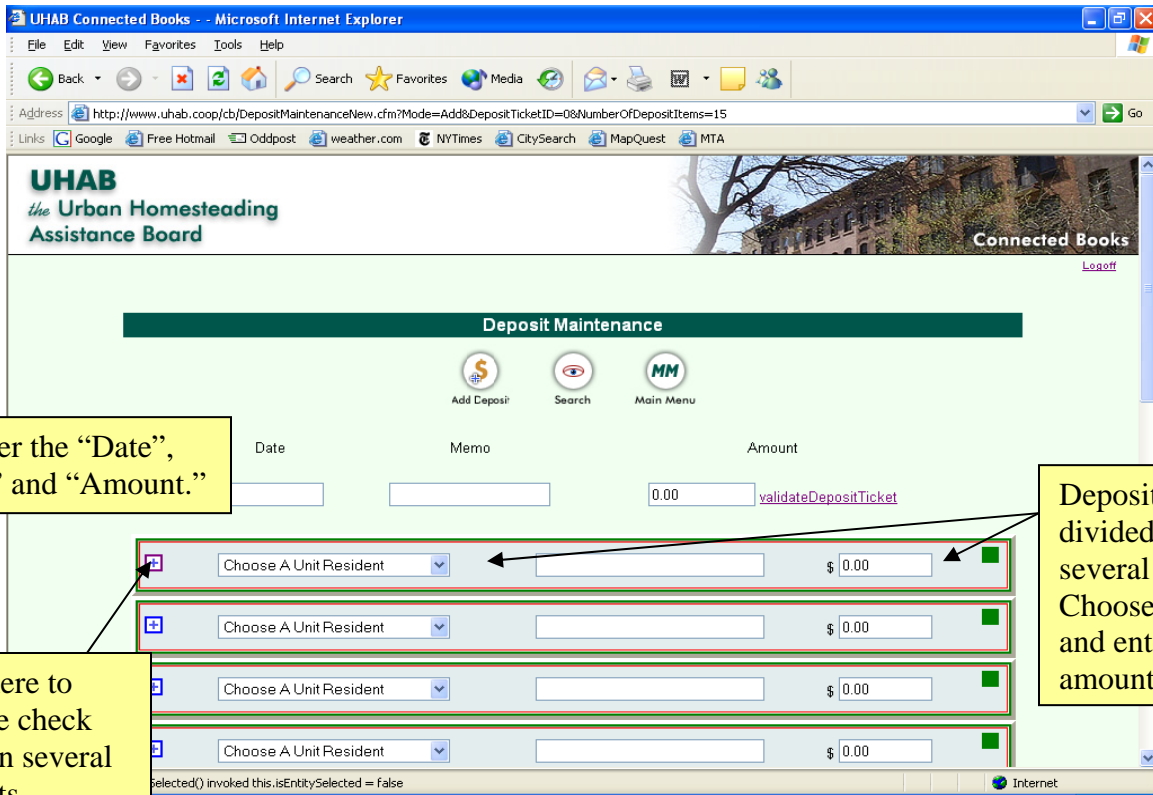 UHAB Connected Books - - Microsoft Internet Explorer
File Edit View Favorites Tools Help
Back Search Favorites Media
Address http://www.uhab.coop/cb/DepositMaintenanceNew.cfm?Mode=Add&DepositTicketID=0&NumberOfDepositItems=15 Go
Links Google Free Hotmail Oddpost weather.com NYTimes CitySearch MapQuest MTA
UHAB
the Urban Homesteading
Assistance Board
Connected Books
Logoff
Deposit Maintenance
MM
Add Deposit Search Main Menu
er the “Date”,
” and “Amount.”
Date Memo Amount
0.00 validateDepositTicket
Deposit
divided
several
Choose
and ent
amount
Choose A Unit Resident $ 0.00
Choose A Unit Resident $ 0.00
Choose A Unit Resident $ 0.00
Choose A Unit Resident $ 0.00
ere to
e check
n several
ts
Selected() invoked this.isEntitySelected = false Internet